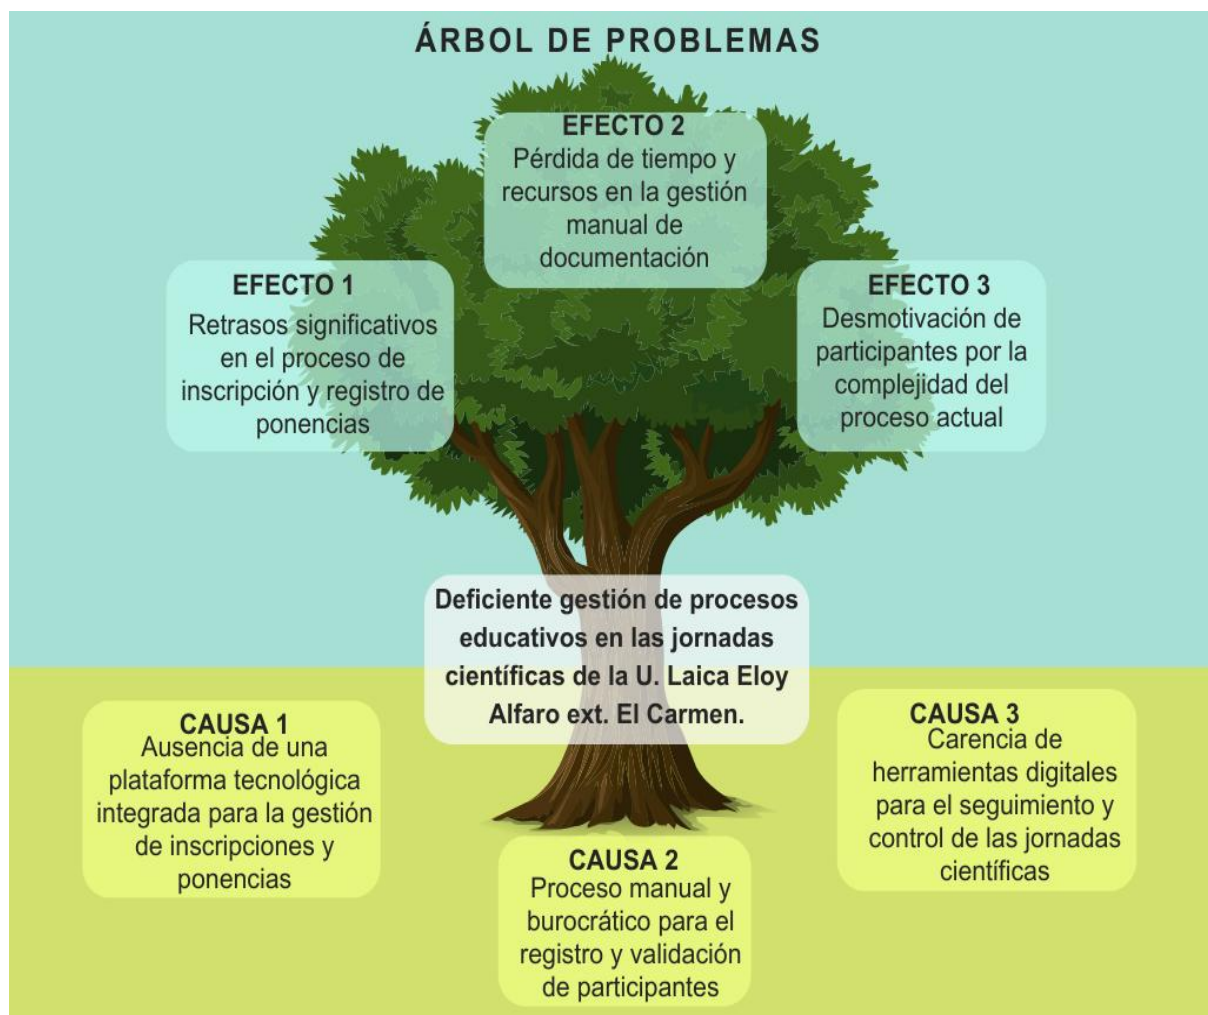 ÁRBOL DE PROBLEMAS
EFECTO 2
Pérdida de tiempo y
recursos en la gestión
manual de
documentación
EFECTO 1
Retrasos significativos
en el proceso de
inscripción y registro de
ponencias
EFECTO 3
Desmotivación de
participantes por la
complejidad del
proceso actual
Deficiente gestión de procesos
educativos en las jornadas
científicas de la U. Laica Eloy
Alfaro ext. El Carmen.
CAUSA 1
Ausencia de una
plataforma tecnológica
integrada para la gestión
de inscripciones y
ponencias
CAUSA 2
Proceso manual y
burocrático para el
registro y validación
de participantes
CAUSA 3
Carencia de
herramientas digitales
para el seguimiento y
control de las jornadas
científicas